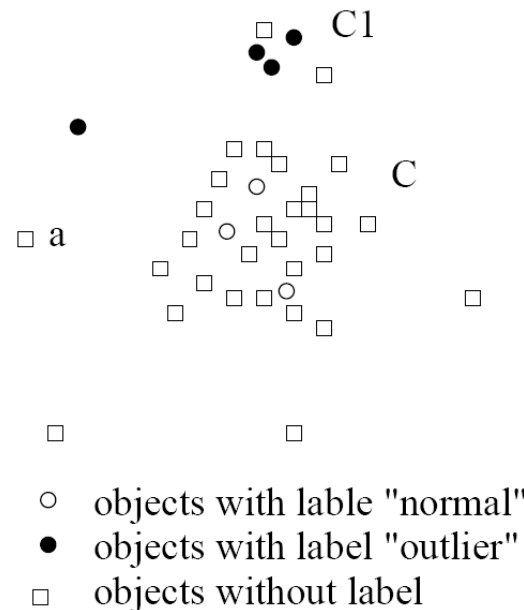 C1
C
a
objects with lable "normal"
objects with label "outlier"
objects without label